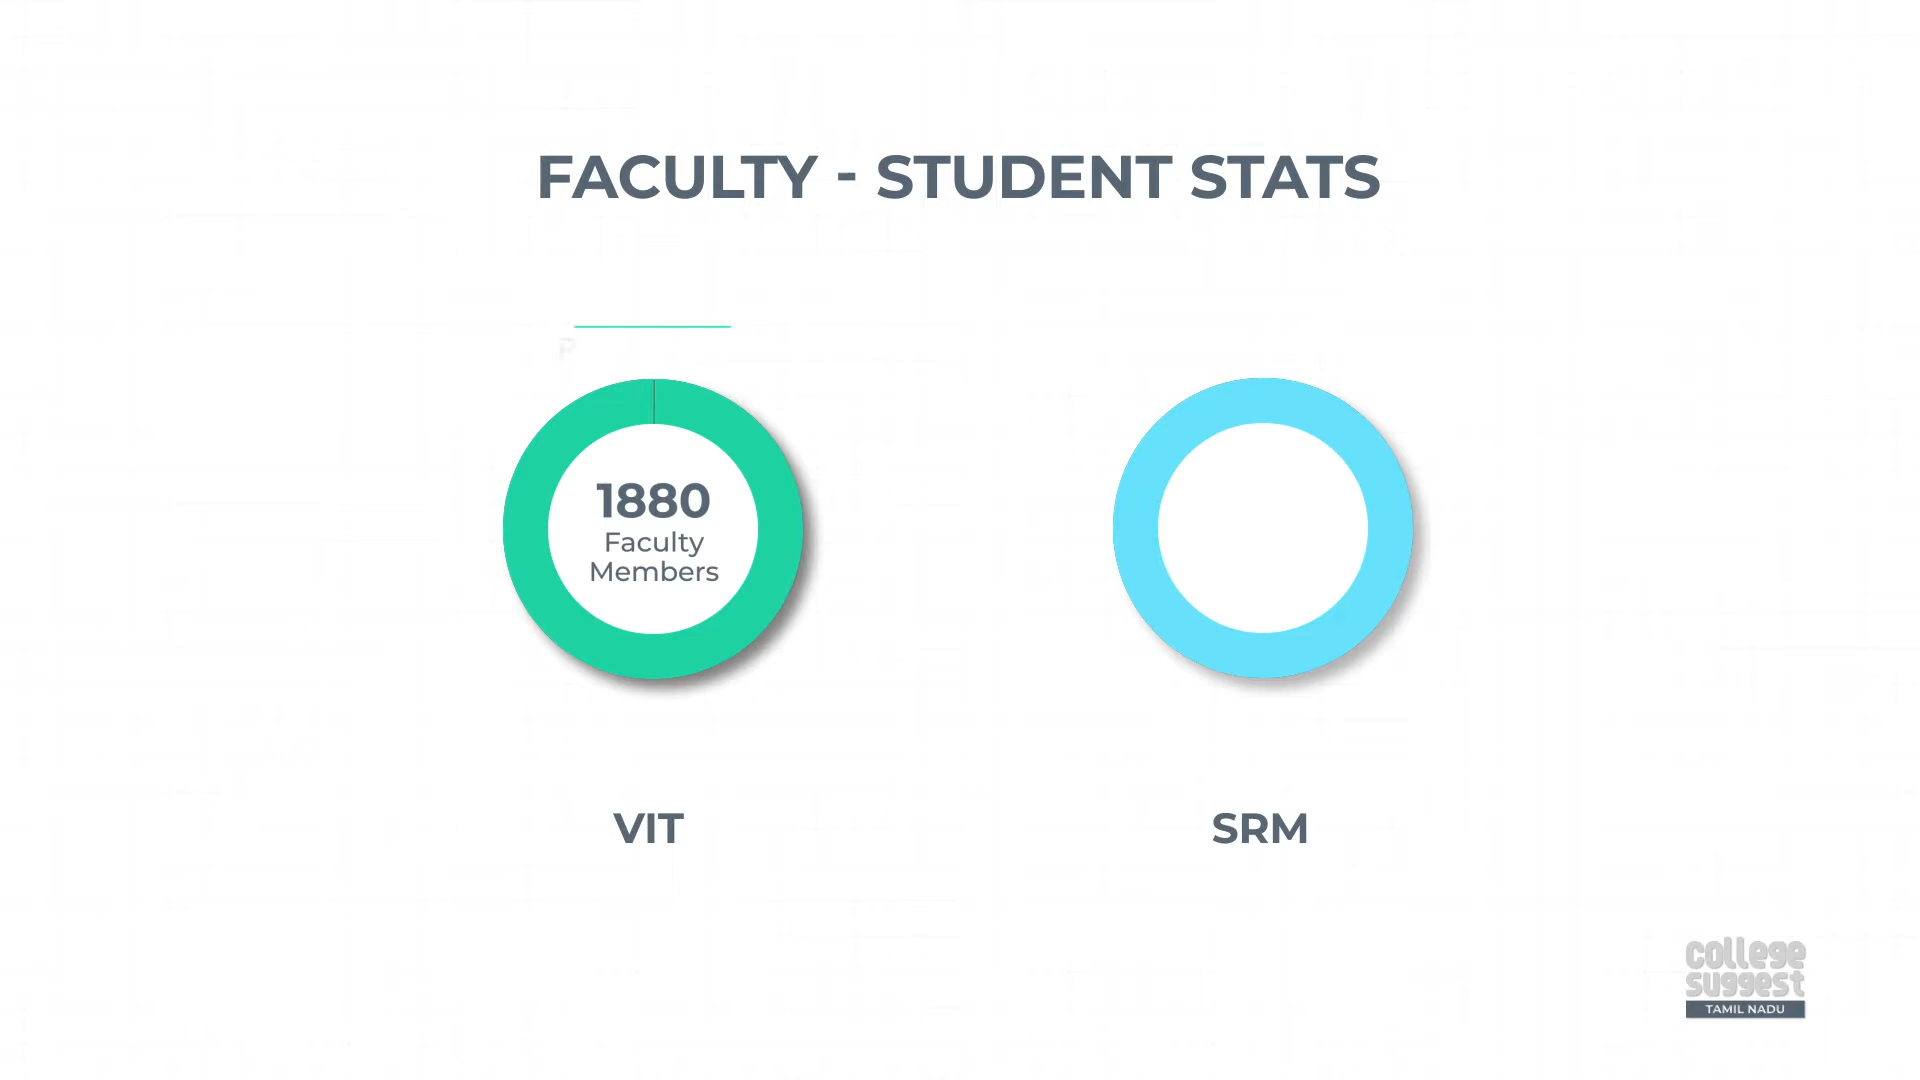 FACULTY - STUDENT STATS
1880
Faculty
Members
VIT
SRM
college
suggest
TAMIL NADU